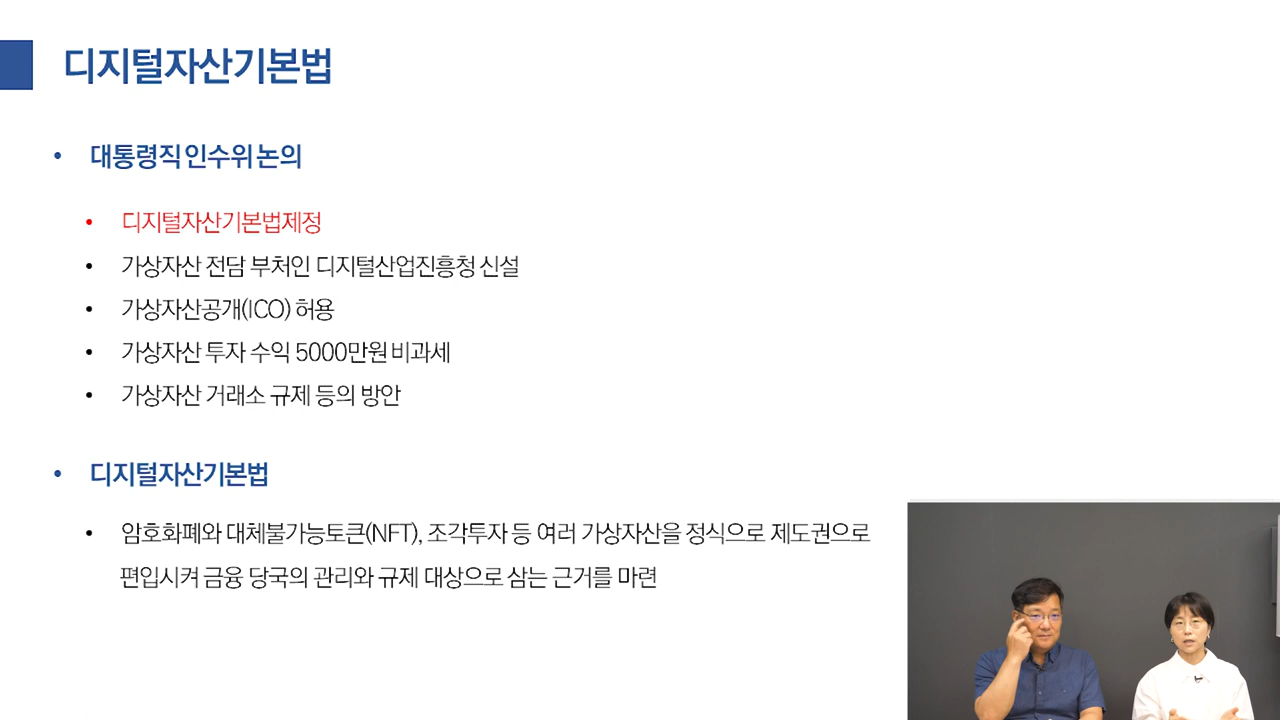 디지털자산기본법
• 대통령직 인수위 논의
• 디지털자산기본법제정
• 가상자산 전담 부처인 디지털산업진흥청 신설
• 가상자산공개(ICO) 허용
• 가상자산 투자 수익 5000만원 비과세
• 가상자산 거래소 규제 등의 방안
• 디지털자산기본법
• 암호화폐와 대체불가능토큰(NFT), 조각투자 등 여러 가상자산을 정식으로 제도권으로
편입시켜 금융 당국의 관리와 규제 대상으로 삼는 근거를 마련